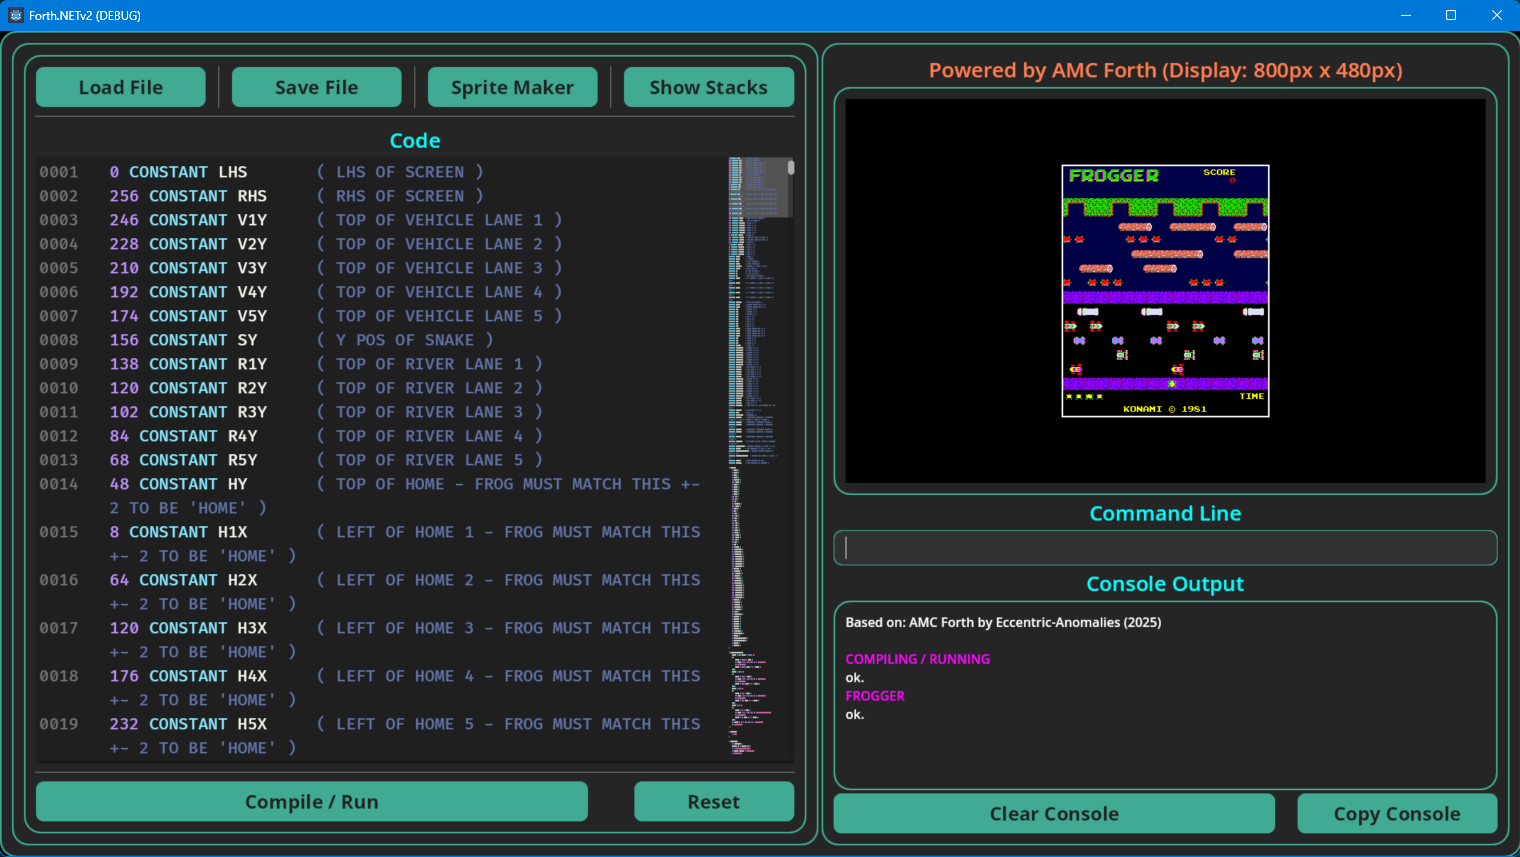 Forth.NETv2 (DEBUG)
Load File
Save File
Sprite Maker
Show Stacks
Code
0001 0 CONSTANT LHS ( LHS OF SCREEN )
0002 256 CONSTANT RHS ( RHS OF SCREEN )
0003 246 CONSTANT V1Y ( TOP OF VEHICLE LANE 1 )
0004 228 CONSTANT V2Y ( TOP OF VEHICLE LANE 2 )
0005 210 CONSTANT V3Y ( TOP OF VEHICLE LANE 3 )
0006 192 CONSTANT V4Y ( TOP OF VEHICLE LANE 4 )
0007 174 CONSTANT V5Y ( TOP OF VEHICLE LANE 5 )
0008 156 CONSTANT SY ( Y POS OF SNAKE )
0009 138 CONSTANT R1Y ( TOP OF RIVER LANE 1 )
0010 120 CONSTANT R2Y ( TOP OF RIVER LANE 2 )
0011 102 CONSTANT R3Y ( TOP OF RIVER LANE 3 )
0012 84 CONSTANT R4Y ( TOP OF RIVER LANE 4 )
0013 68 CONSTANT R5Y ( TOP OF RIVER LANE 5 )
0014 48 CONSTANT HY ( TOP OF HOME - FROG MUST MATCH THIS +-
2 TO BE 'HOME' )
0015 8 CONSTANT H1X ( LEFT OF HOME 1 - FROG MUST MATCH THIS
+- 2 TO BE 'HOME' )
0016 64 CONSTANT H2X ( LEFT OF HOME 2 - FROG MUST MATCH THIS
+- 2 TO BE 'HOME' )
0017 120 CONSTANT H3X ( LEFT OF HOME 3 - FROG MUST MATCH THIS
+- 2 TO BE 'HOME' )
0018 176 CONSTANT H4X ( LEFT OF HOME 4 - FROG MUST MATCH THIS
+- 2 TO BE 'HOME' )
0019 232 CONSTANT H5X ( LEFT OF HOME 5 - FROG MUST MATCH THIS
+- 2 TO BE 'HOME' )
Compile / Run
Reset
Powered by AMC Forth (Display: 800px x 480px)
FROGGER
SCORE
0
TIME
KONAMI © 1981
Command Line
Console Output
Based on: AMC Forth by Eccentric-Anomalies (2025)
COMPILING / RUNNING
ok.
FROGGER
ok.
Clear Console
Copy Console